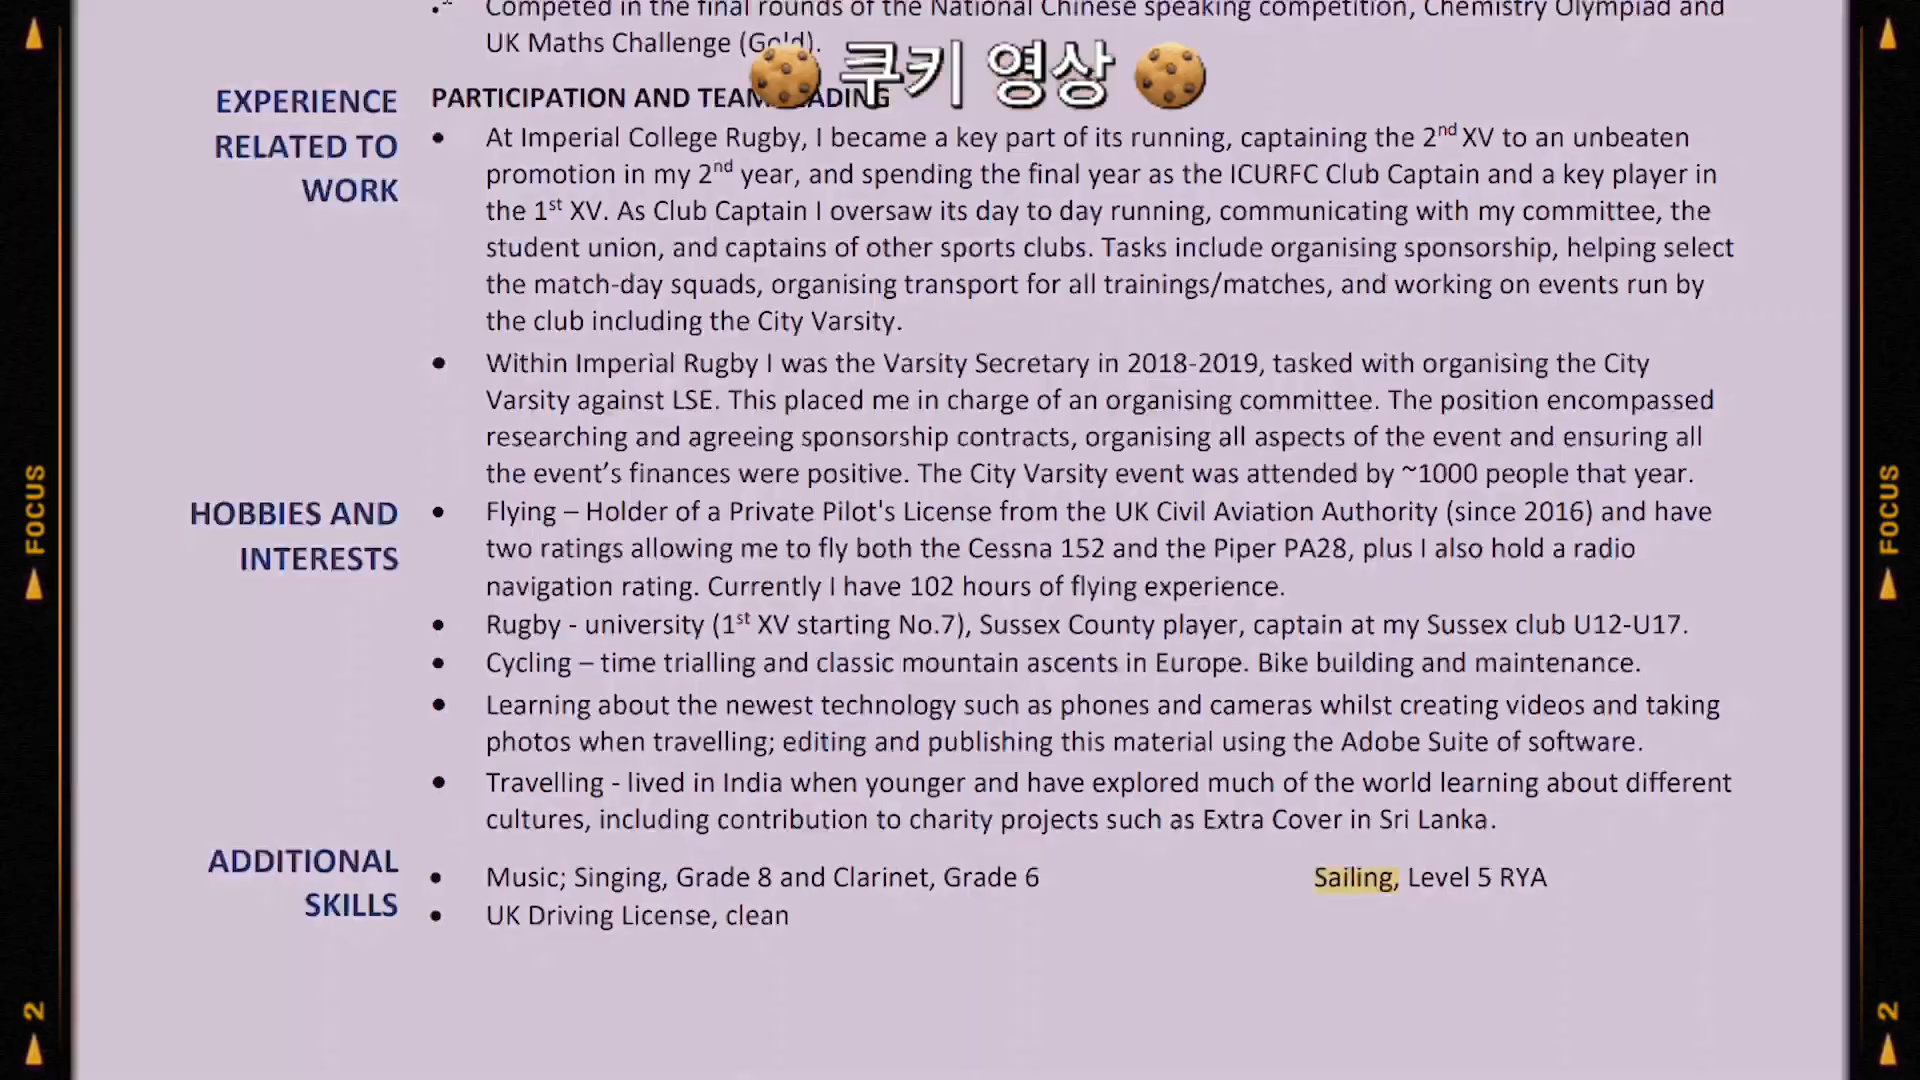 Competed in the final rounds of the National Chinese speaking competition, Chemistry Olympiad and
UK Maths Challenge (Gold).
🍪 쿠키 영상 🍪
EXPERIENCE
RELATED TO
WORK
PARTICIPATION AND TEAM LEADING
• At Imperial College Rugby, I became a key part of its running, captaining the 2nd XV to an unbeaten
promotion in my 2nd year, and spending the final year as the ICURFC Club Captain and a key player in
the 1st XV. As Club Captain I oversaw its day to day running, communicating with my committee, the
student union, and captains of other sports clubs. Tasks include organising sponsorship, helping select
the match-day squads, organising transport for all trainings/matches, and working on events run by
the club including the City Varsity.
• Within Imperial Rugby I was the Varsity Secretary in 2018-2019, tasked with organising the City
Varsity against LSE. This placed me in charge of an organising committee. The position encompassed
researching and agreeing sponsorship contracts, organising all aspects of the event and ensuring all
the event’s finances were positive. The City Varsity event was attended by ~1000 people that year.
HOBBIES AND
INTERESTS
• Flying – Holder of a Private Pilot's License from the UK Civil Aviation Authority (since 2016) and have
two ratings allowing me to fly both the Cessna 152 and the Piper PA28, plus I also hold a radio
navigation rating. Currently I have 102 hours of flying experience.
• Rugby - university (1st XV starting No.7), Sussex County player, captain at my Sussex club U12-U17.
• Cycling – time trialling and classic mountain ascents in Europe. Bike building and maintenance.
• Learning about the newest technology such as phones and cameras whilst creating videos and taking
photos when travelling; editing and publishing this material using the Adobe Suite of software.
• Travelling - lived in India when younger and have explored much of the world learning about different
cultures, including contribution to charity projects such as Extra Cover in Sri Lanka.
ADDITIONAL
SKILLS
• Music; Singing, Grade 8 and Clarinet, Grade 6 Sailing, Level 5 RYA
• UK Driving License, clean
FOCUS
2
FOCUS
2